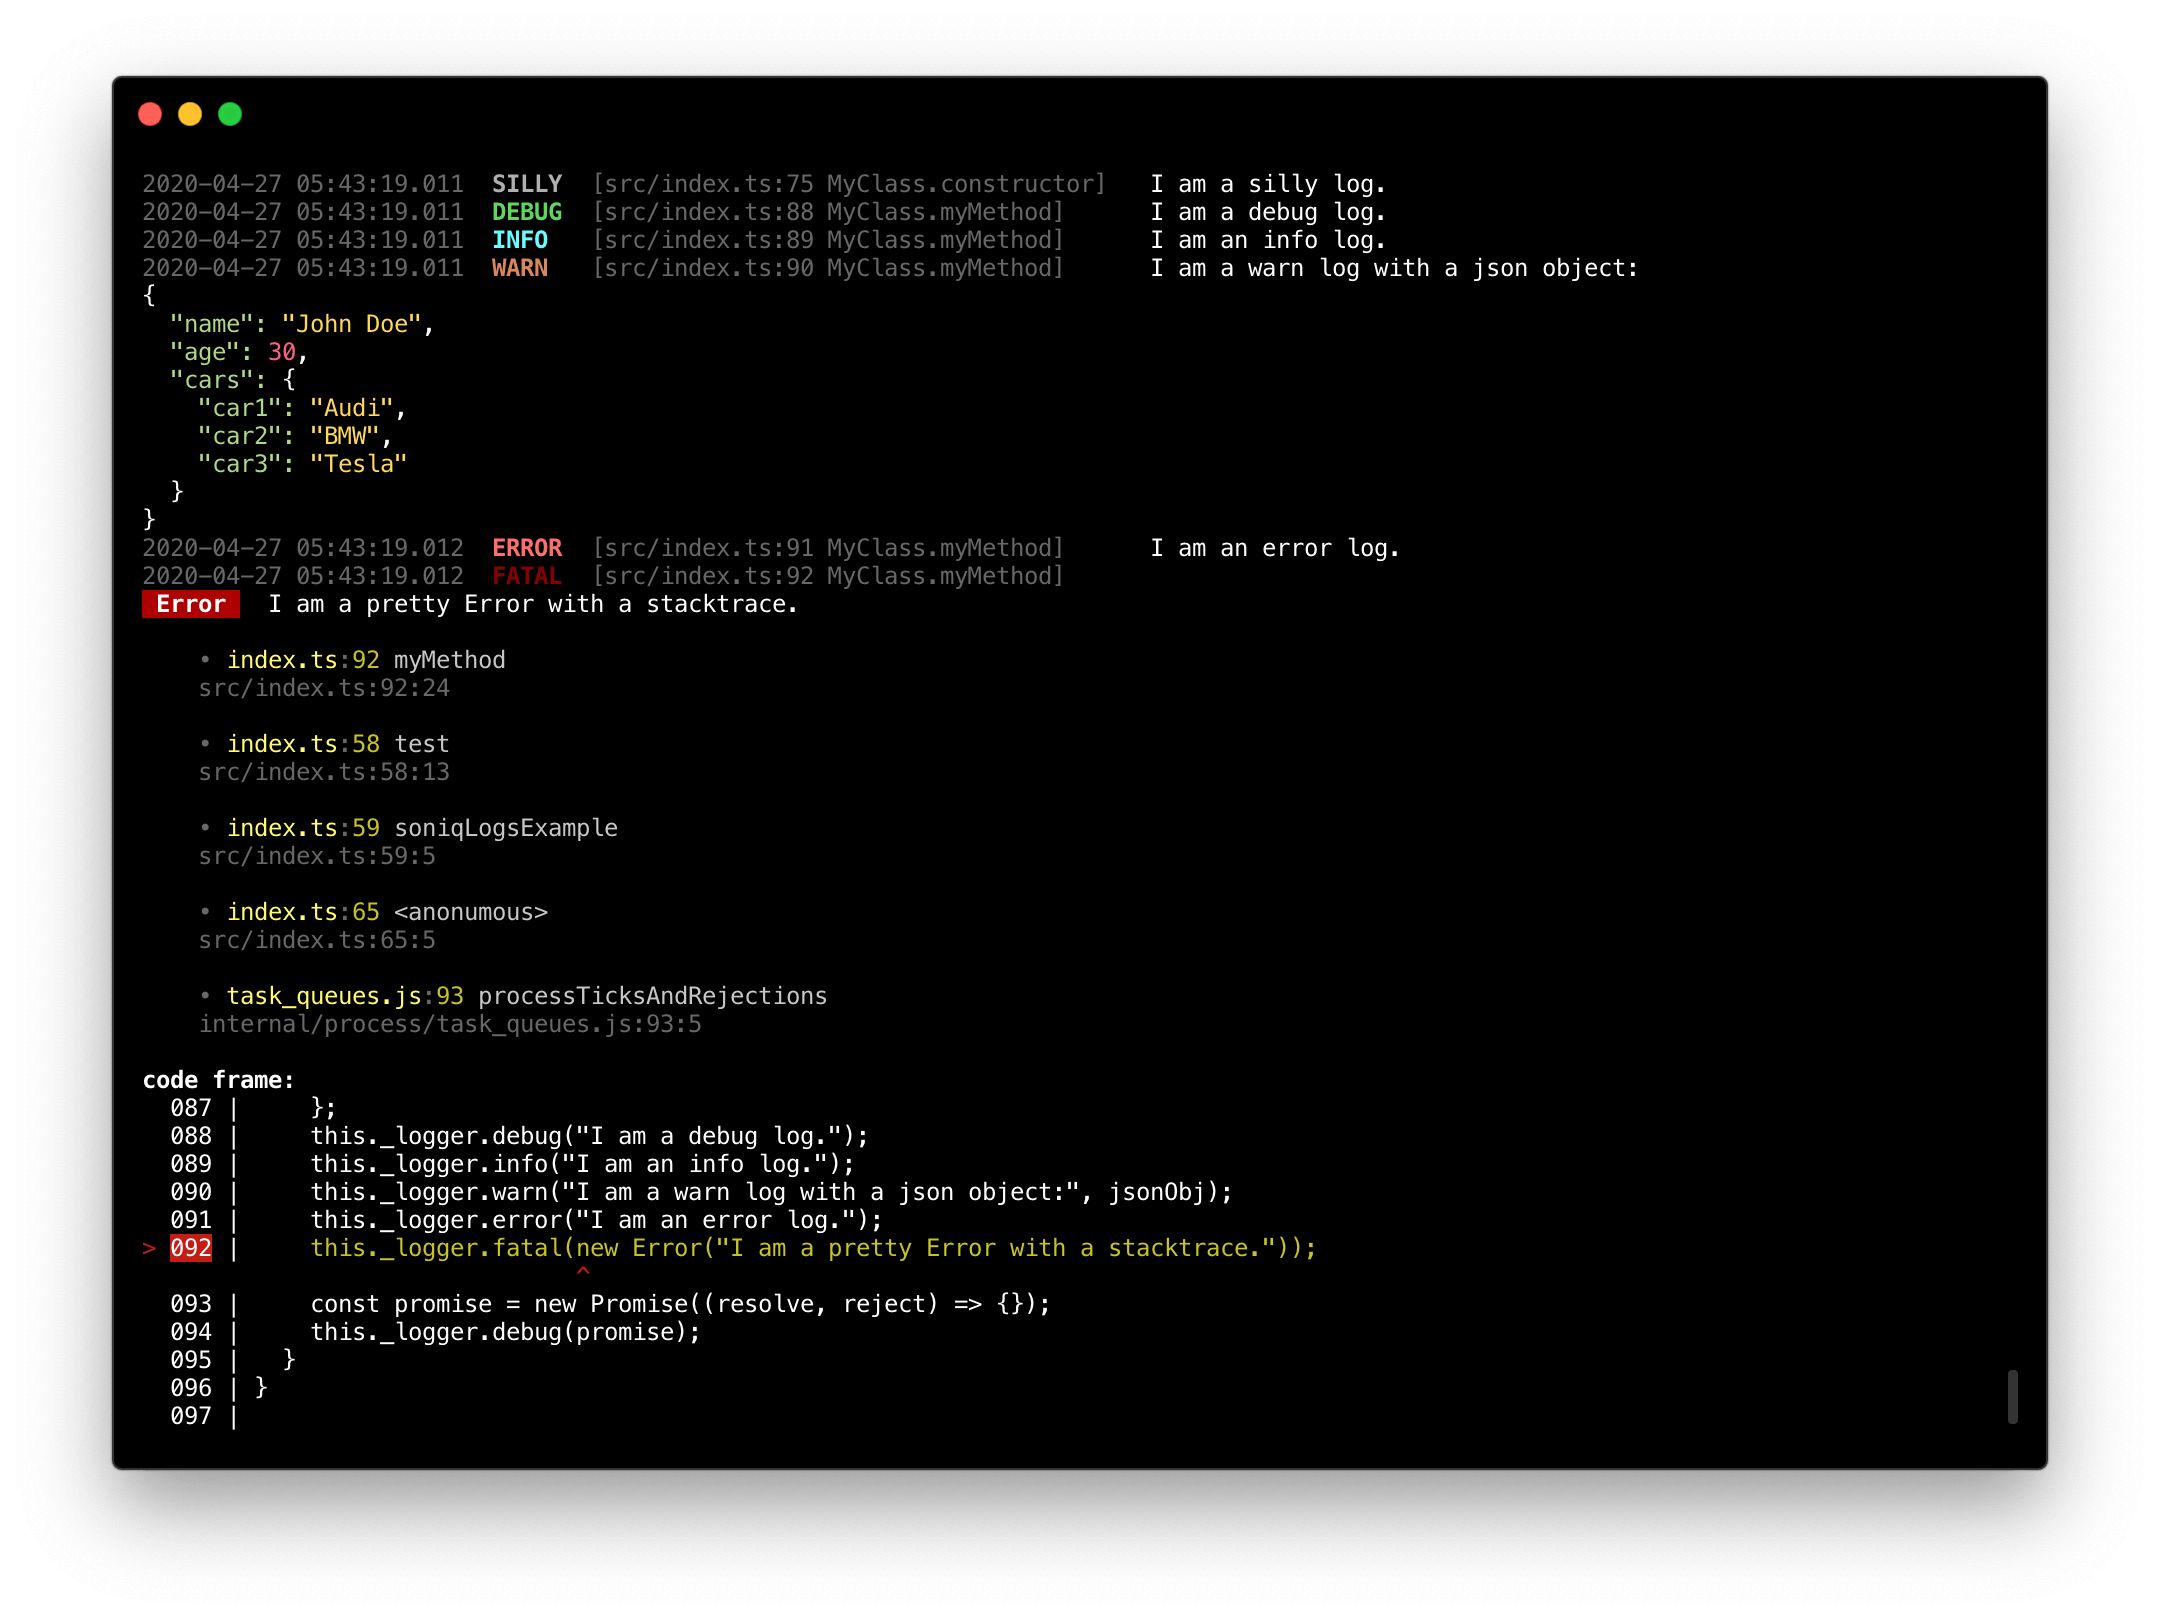 2020-04-27 05:43:19.011  SILLY  [src/index.ts:75 MyClass.constructor]   I am a silly log.
2020-04-27 05:43:19.011  DEBUG  [src/index.ts:88 MyClass.myMethod]      I am a debug log.
2020-04-27 05:43:19.011  INFO   [src/index.ts:89 MyClass.myMethod]      I am an info log.
2020-04-27 05:43:19.011  WARN   [src/index.ts:90 MyClass.myMethod]      I am a warn log with a json object:
{
  "name": "John Doe",
  "age": 30,
  "cars": {
    "car1": "Audi",
    "car2": "BMW",
    "car3": "Tesla"
  }
}
2020-04-27 05:43:19.012  ERROR  [src/index.ts:91 MyClass.myMethod]      I am an error log.
2020-04-27 05:43:19.012  FATAL  [src/index.ts:92 MyClass.myMethod]
 Error   I am a pretty Error with a stacktrace.

    • index.ts:92 myMethod
    src/index.ts:92:24

    • index.ts:58 test
    src/index.ts:58:13

    • index.ts:59 soniqLogsExample
    src/index.ts:59:5

    • index.ts:65 <anonumous>
    src/index.ts:65:5

    • task_queues.js:93 processTicksAndRejections
    internal/process/task_queues.js:93:5

code frame:
  087 |     };
  088 |     this._logger.debug("I am a debug log.");
  089 |     this._logger.info("I am an info log.");
  090 |     this._logger.warn("I am a warn log with a json object:", jsonObj);
  091 |     this._logger.error("I am an error log.");
> 092 |     this._logger.fatal(new Error("I am a pretty Error with a stacktrace."));
                               ^
  093 |     const promise = new Promise((resolve, reject) => {});
  094 |     this._logger.debug(promise);
  095 |   }
  096 | }
  097 |